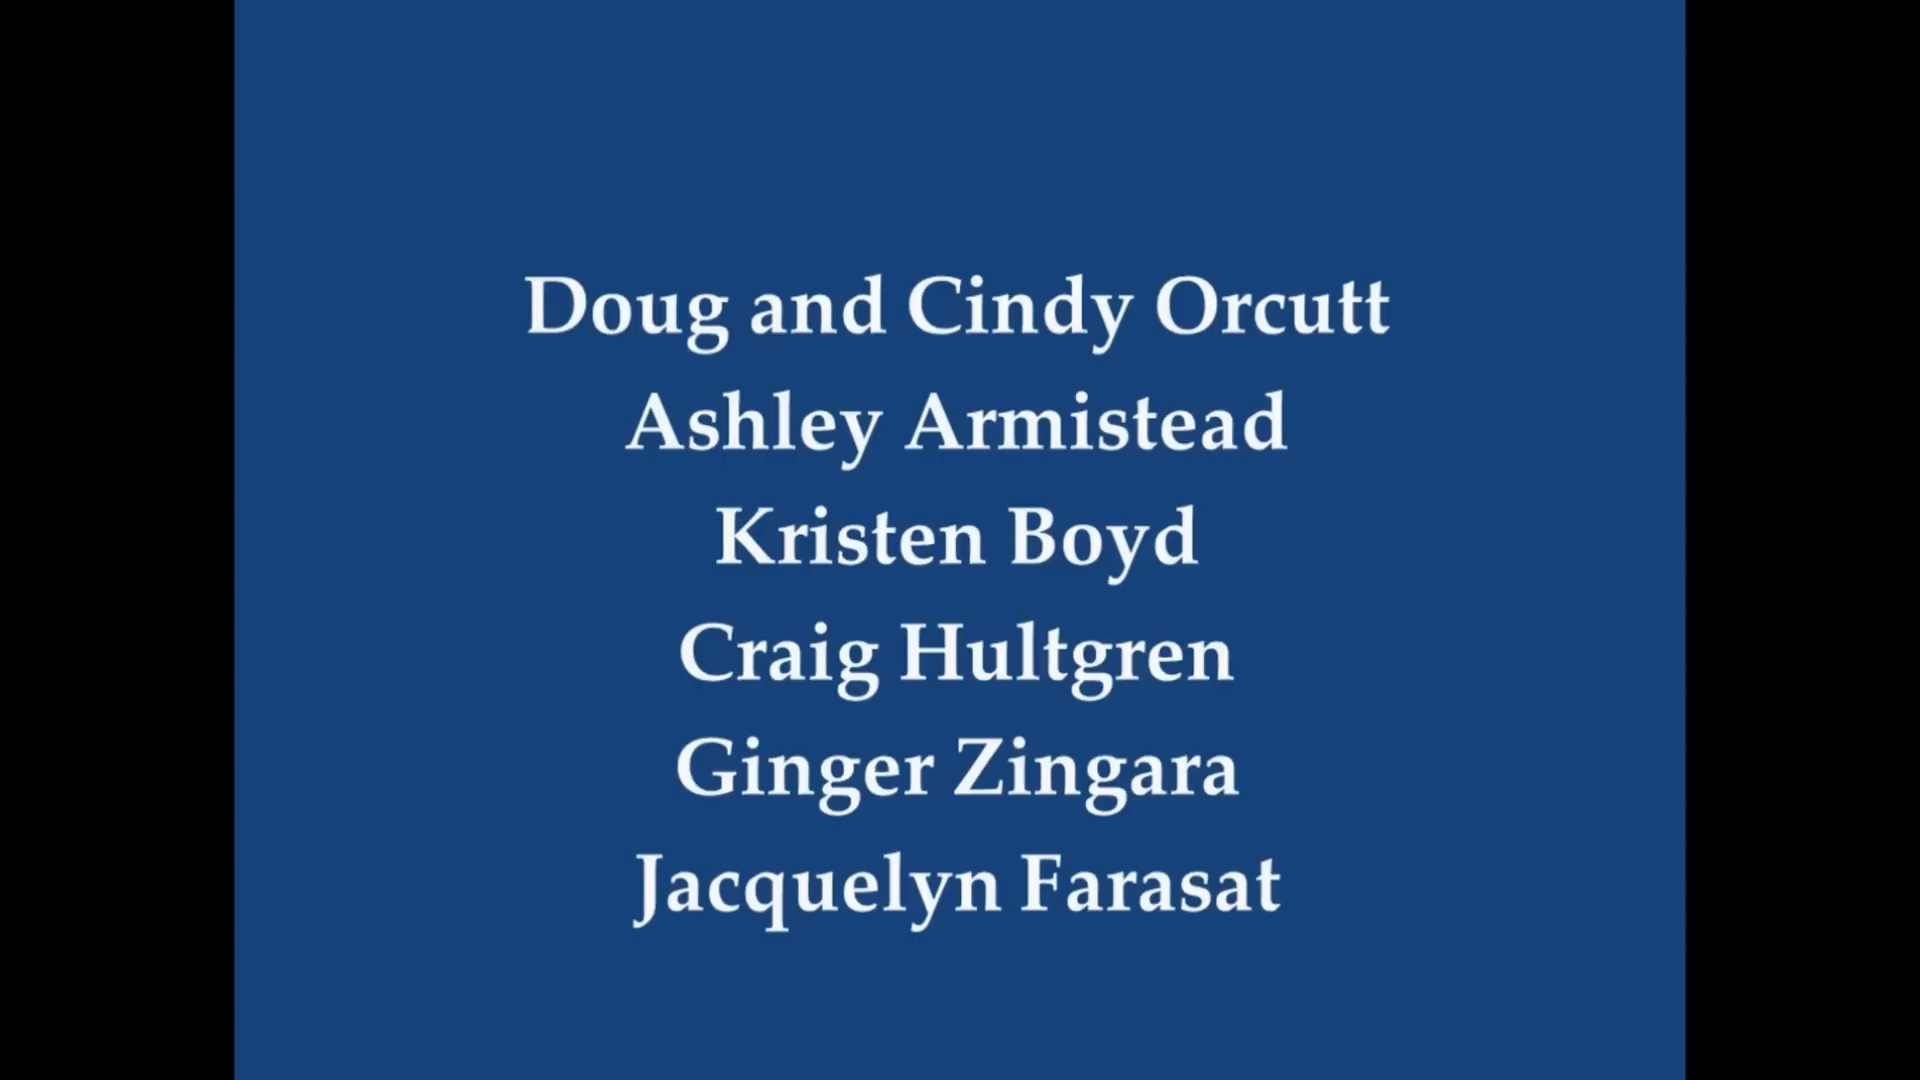 Doug and Cindy Orcutt
Ashley Armistead
Kristen Boyd
Craig Hultgren
Ginger Zingara
Jacquelyn Farasat